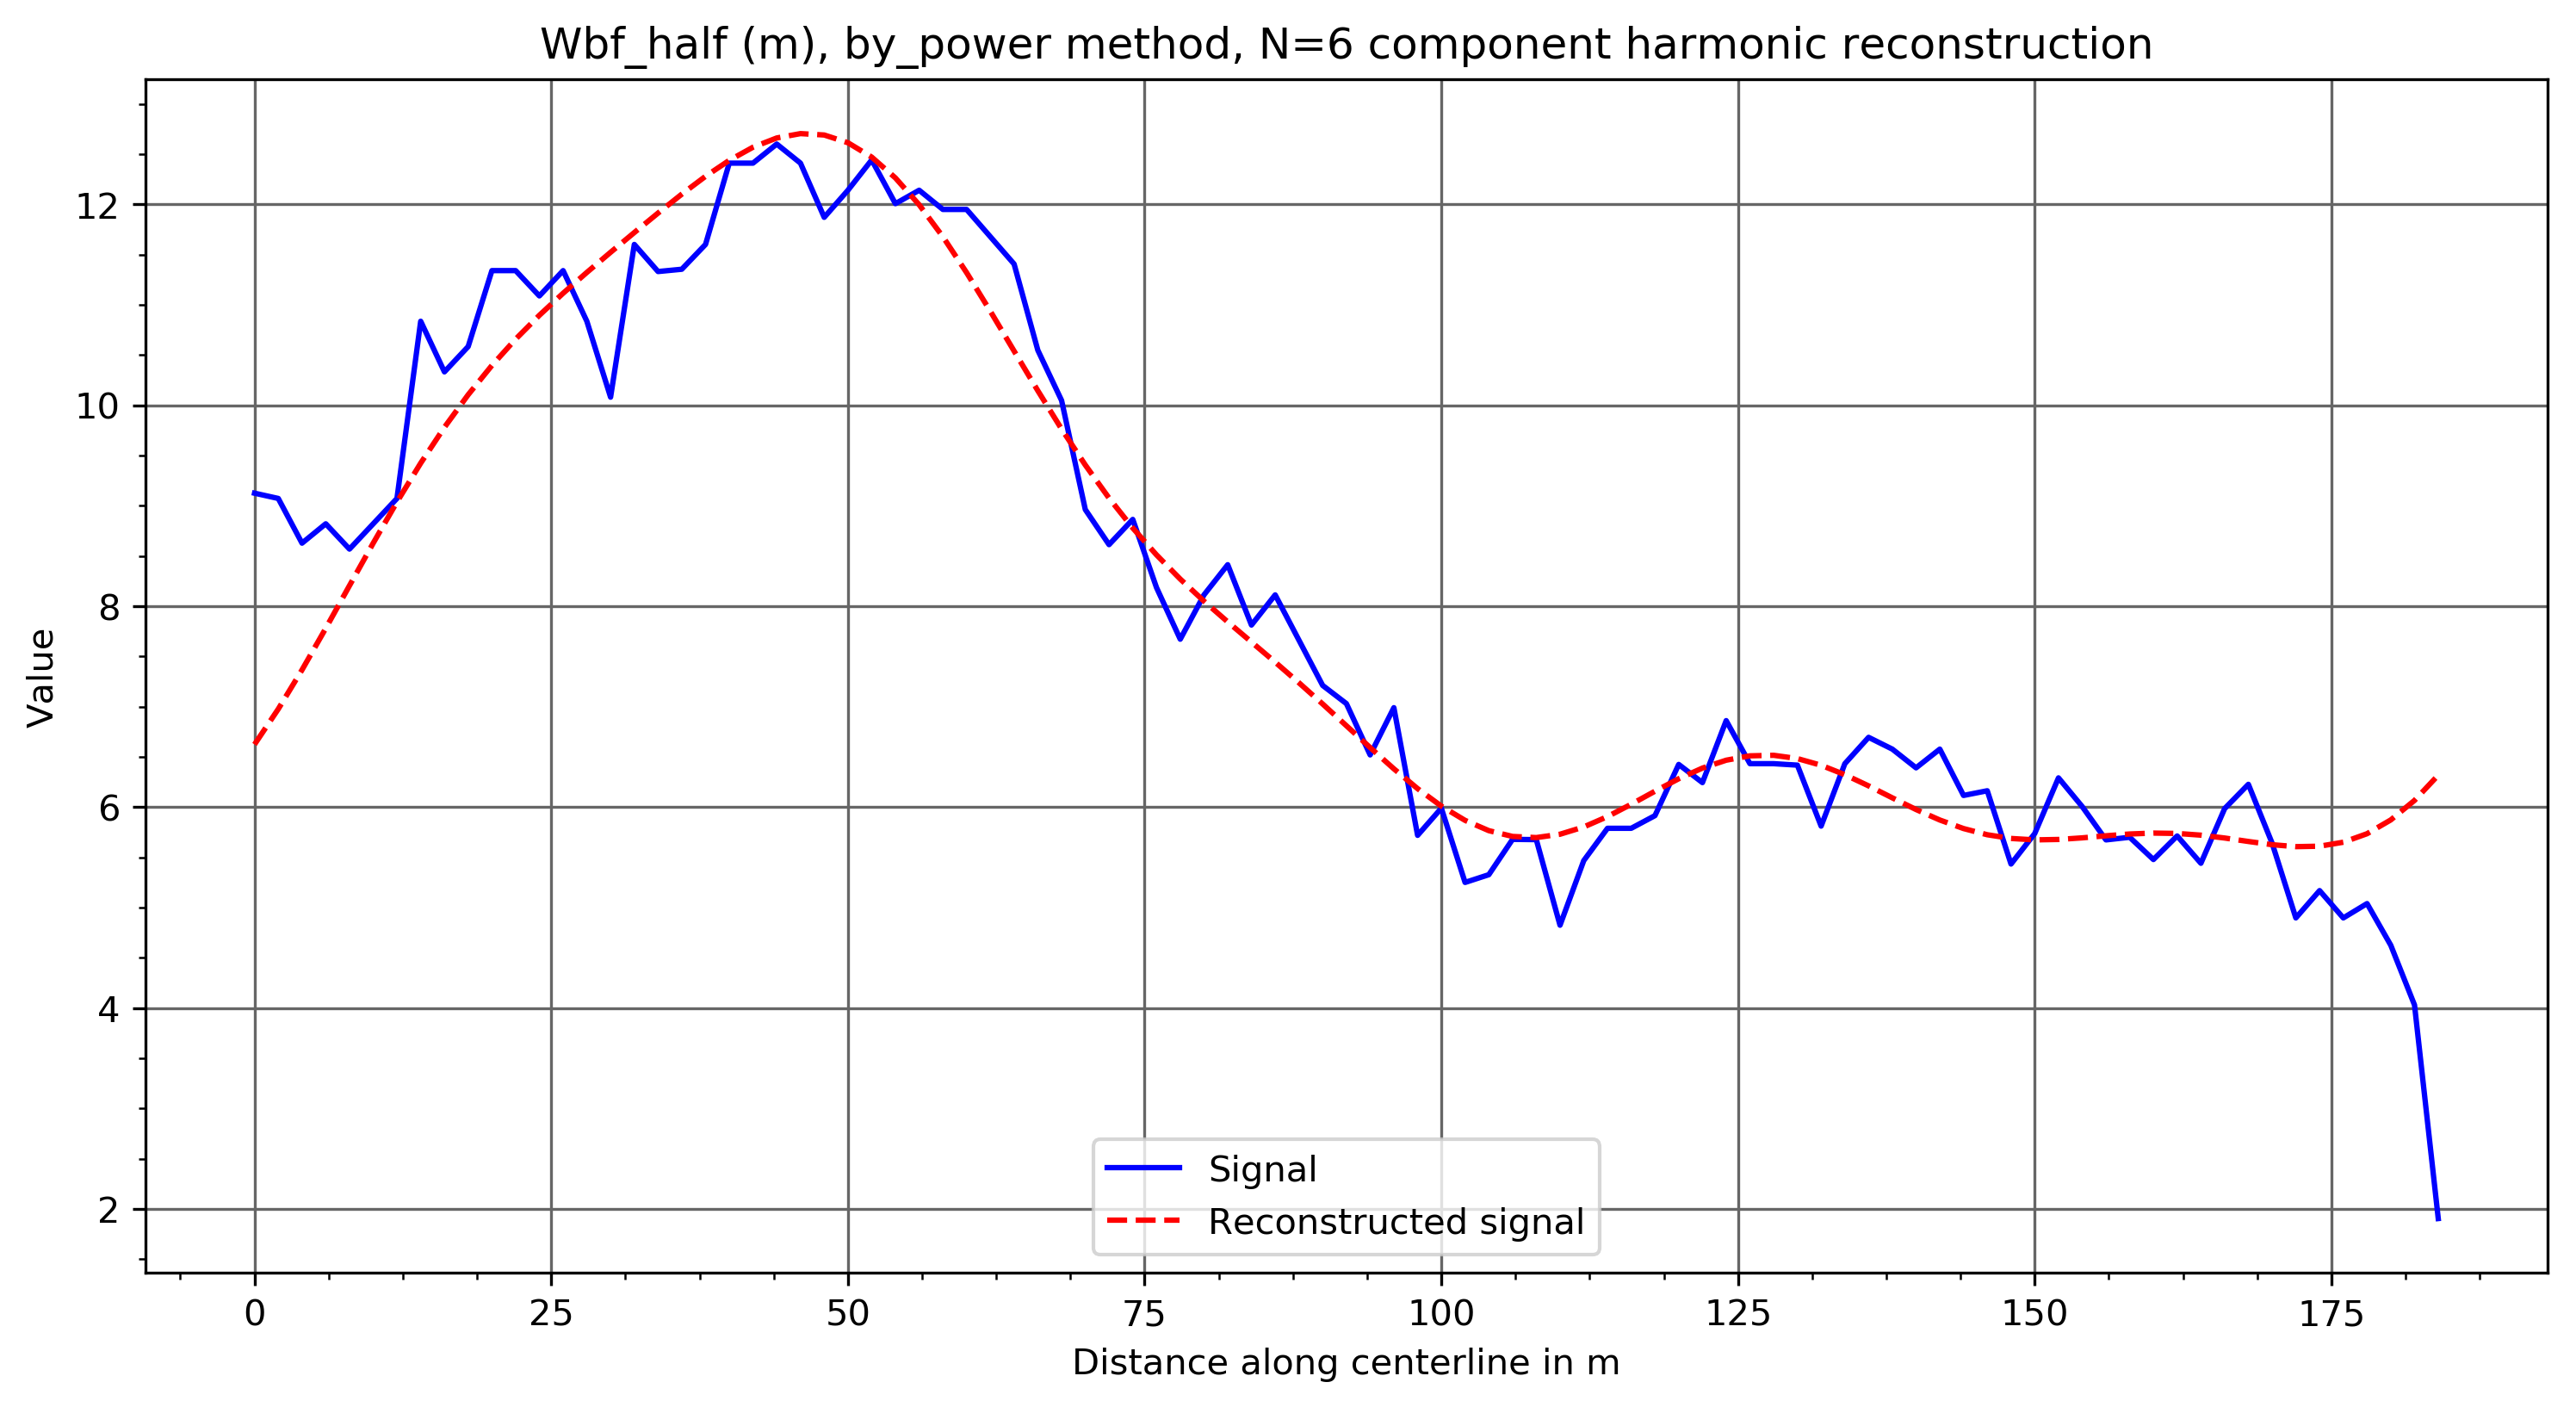 Wbf_half (m), by_power method, N=6 component harmonic reconstruction
12
10
8
6
4
2
Value
Signal
Reconstructed signal
0 25 50 75 100 125 150 175
Distance along centerline in m